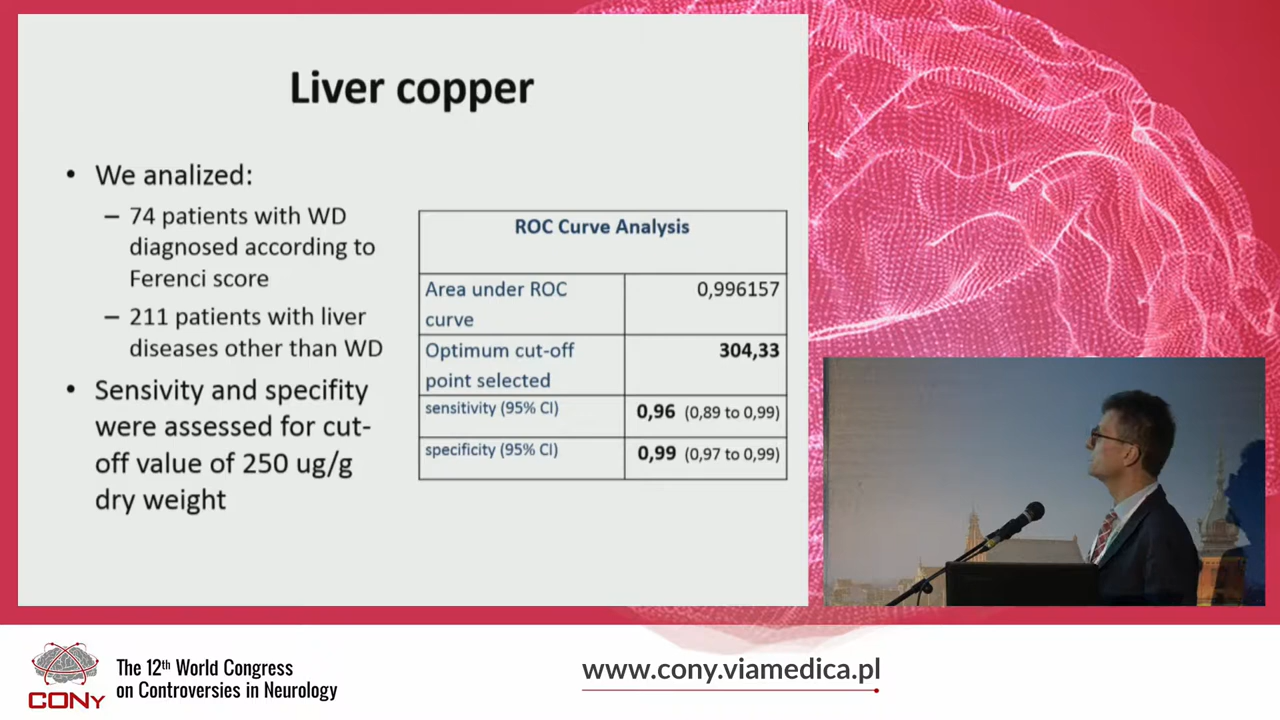 Liver copper
• We analized:
– 74 patients with WD
diagnosed according to
Ferenci score
– 211 patients with liver
diseases other than WD
• Sensivity and specifity
were assessed for cut-
off value of 250 ug/g
dry weight
ROC Curve Analysis
Area under ROC
curve
0,996157
Optimum cut-off
point selected
304,33
sensitivity (95% CI)
0,96 (0,89 to 0,99)
specificity (95% CI)
0,99 (0,97 to 0,99)
CONy
The 12th World Congress
on Controversies in Neurology
www.cony.viamedica.pl